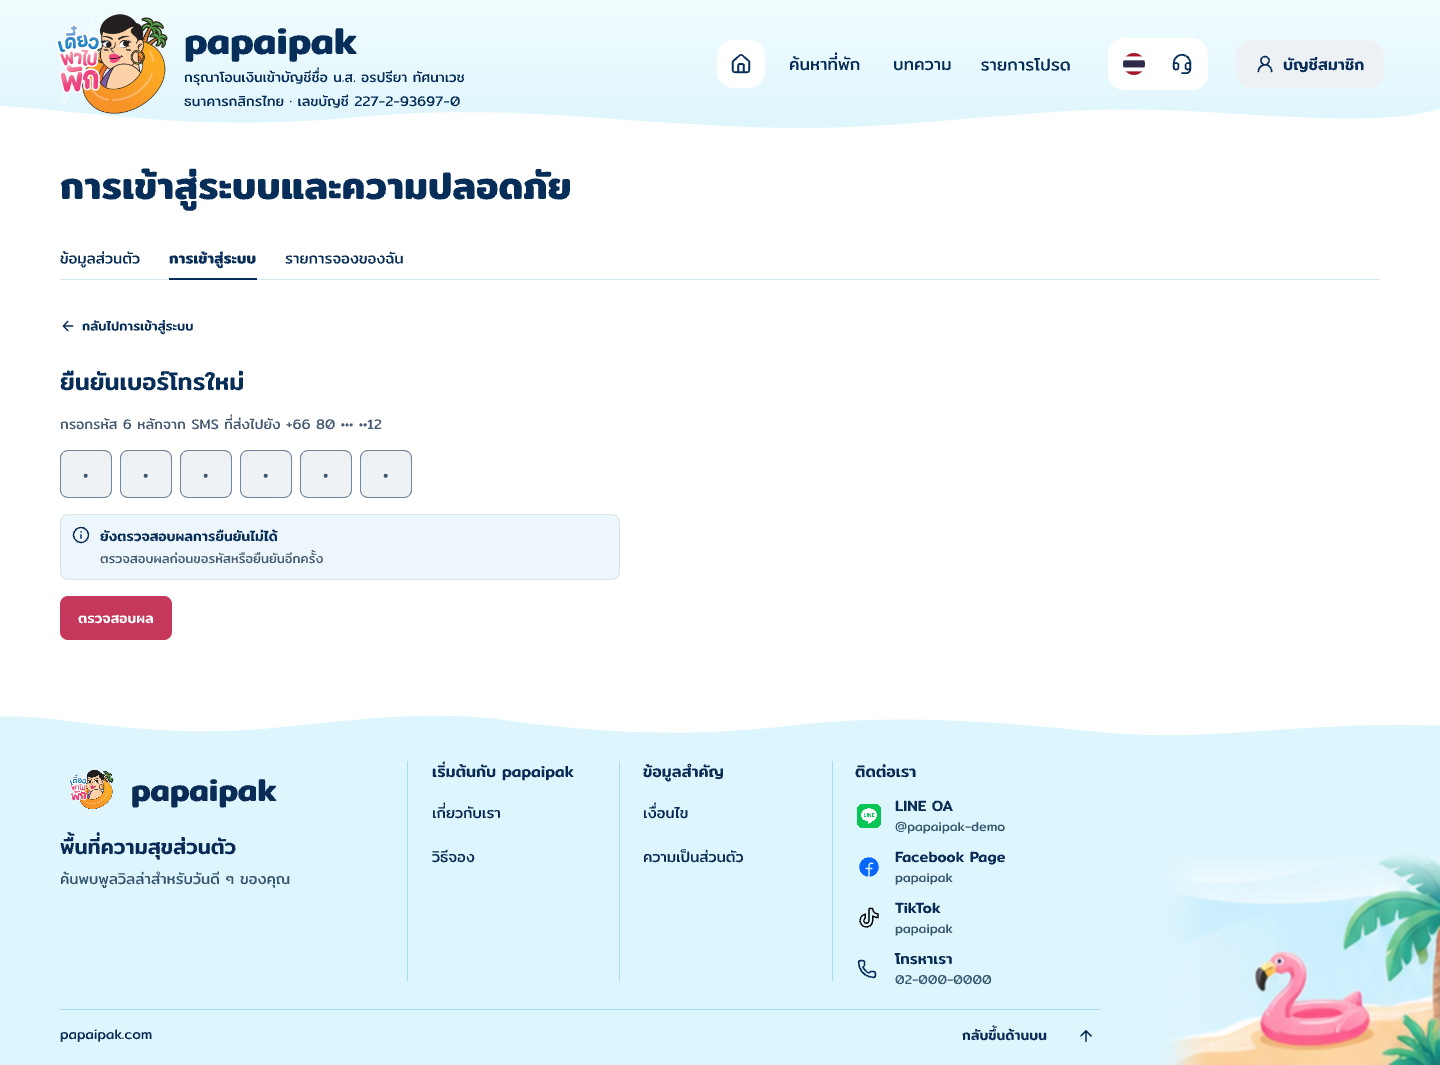 เดี๋ยว
พาไป
พัก
papaipak
กรุณาโอนเงินเข้าบัญชีชื่อ น.ส. อรปรียา ทัศนาเวช
ธนาคารกสิกรไทย · เลขบัญชี 227-2-93697-0
ค้นหาที่พัก
บทความ
รายการโปรด
บัญชีสมาชิก
การเข้าสู่ระบบและความปลอดภัย
ข้อมูลส่วนตัว
การเข้าสู่ระบบ
รายการจองของฉัน
กลับไปการเข้าสู่ระบบ
ยืนยันเบอร์โทรใหม่
กรอกรหัส 6 หลักจาก SMS ที่ส่งไปยัง +66 80 ••• ••12
• • • • • •
ยังตรวจสอบผลการยืนยันไม่ได้
ตรวจสอบผลก่อนขอรหัสหรือยืนยันอีกครั้ง
ตรวจสอบผล
เดี๋ยว
พาไป
พัก
papaipak
พื้นที่ความสุขส่วนตัว
ค้นพบพูลวิลล่าสำหรับวันดี ๆ ของคุณ
เริ่มต้นกับ papaipak
เกี่ยวกับเรา
วิธีจอง
ข้อมูลสำคัญ
เงื่อนไข
ความเป็นส่วนตัว
ติดต่อเรา
LINE
LINE OA
@papaipak-demo
Facebook Page
papaipak
TikTok
papaipak
โทรหาเรา
02-000-0000
papaipak.com
กลับขึ้นด้านบน